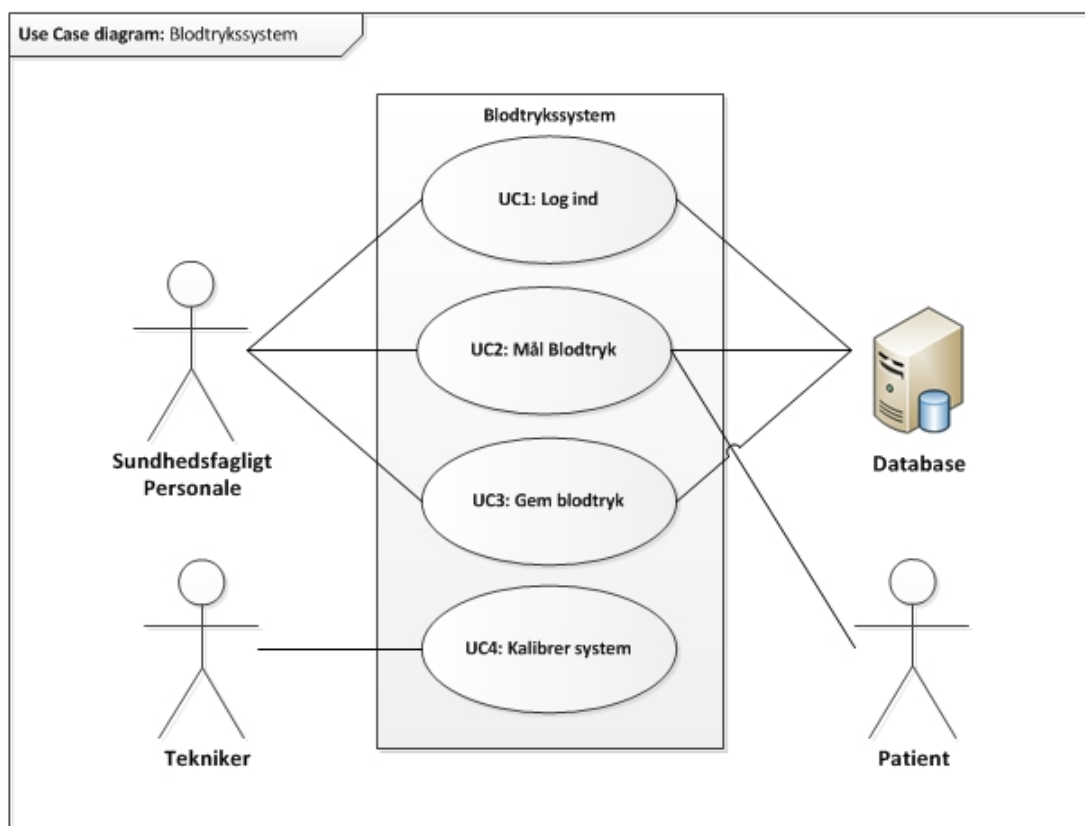 Use Case diagram: Blodtrykssystem
Blodtrykssystem
UC1: Log ind
UC2: Mål Blodtryk
UC3: Gem blodtryk
UC4: Kalibrer system
Sundhedsfagligt
Personale
Database
Tekniker
Patient